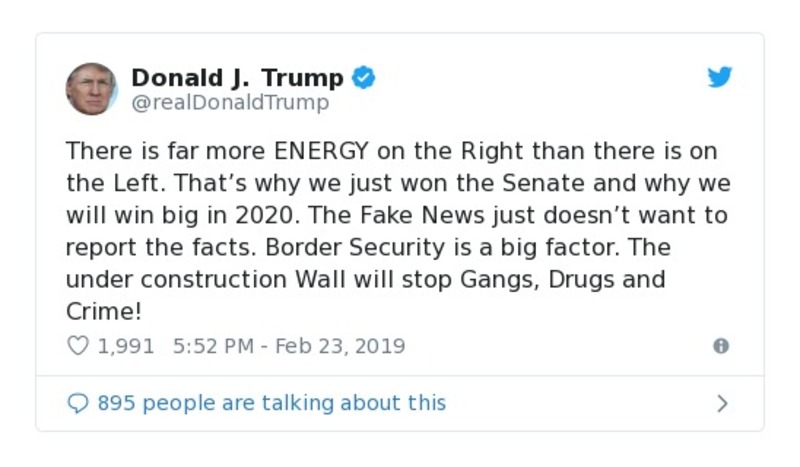 Donald J. Trump
@realDonaldTrump
There is far more ENERGY on the Right than there is on
the Left. That’s why we just won the Senate and why we
will win big in 2020. The Fake News just doesn’t want to
report the facts. Border Security is a big factor. The
under construction Wall will stop Gangs, Drugs and
Crime!
1,991 5:52 PM - Feb 23, 2019
895 people are talking about this